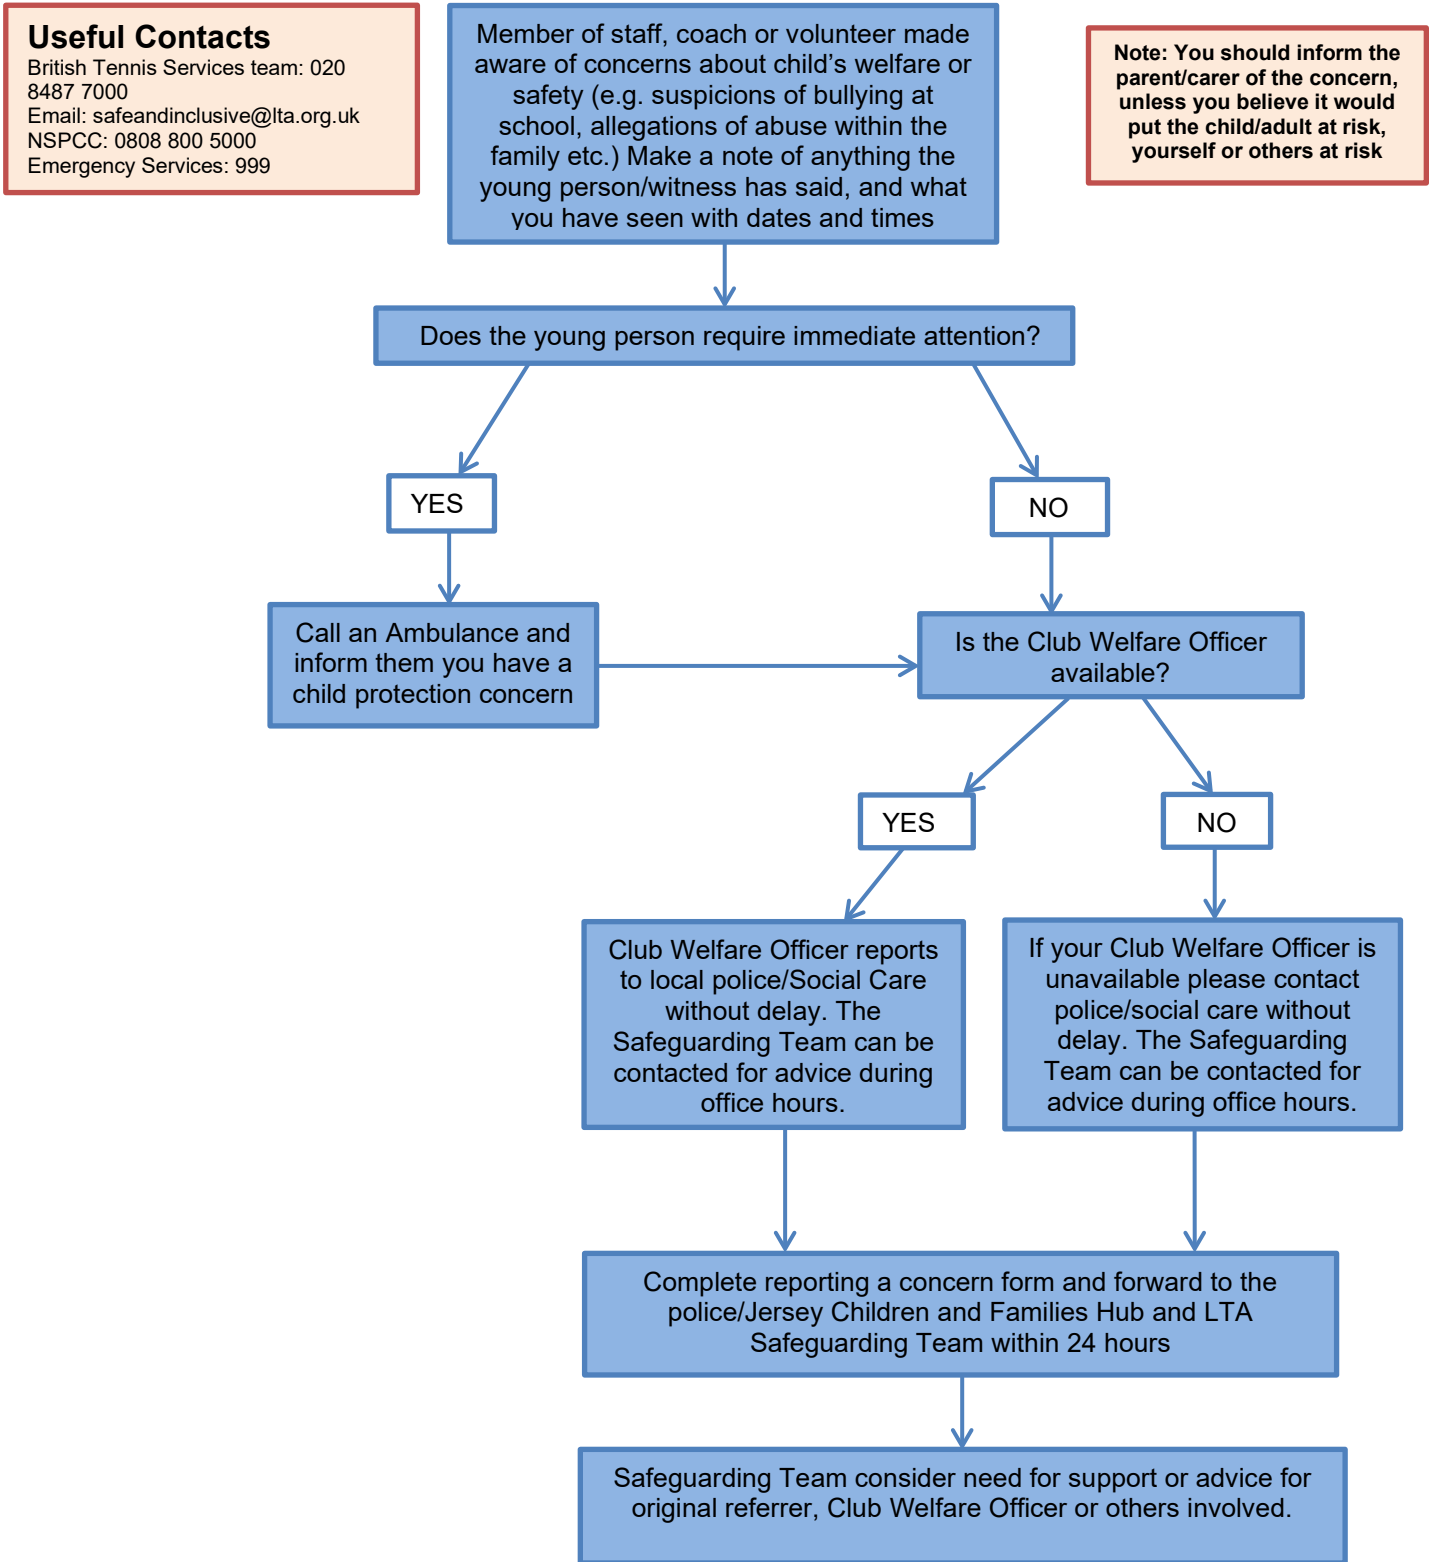 Useful Contacts
British Tennis Services team: 020
8487 7000
Email: safeandinclusive@lta.org.uk
NSPCC: 0808 800 5000
Emergency Services: 999
Member of staff, coach or volunteer made
aware of concerns about child’s welfare or
safety (e.g. suspicions of bullying at
school, allegations of abuse within the
family etc.) Make a note of anything the
young person/witness has said, and what
you have seen with dates and times
Note: You should inform the
parent/carer of the concern,
unless you believe it would
put the child/adult at risk,
yourself or others at risk
Does the young person require immediate attention?
YES
NO
Call an Ambulance and
inform them you have a
child protection concern
Is the Club Welfare Officer
available?
YES
NO
Club Welfare Officer reports
to local police/Social Care
without delay. The
Safeguarding Team can be
contacted for advice during
office hours.
If your Club Welfare Officer is
unavailable please contact
police/social care without
delay. The Safeguarding
Team can be contacted for
advice during office hours.
Complete reporting a concern form and forward to the
police/Jersey Children and Families Hub and LTA
Safeguarding Team within 24 hours
Safeguarding Team consider need for support or advice for
original referrer, Club Welfare Officer or others involved.